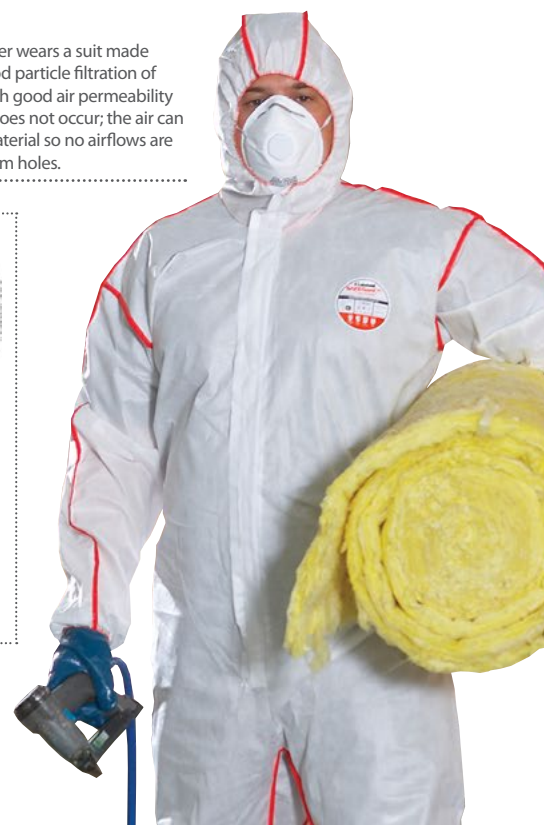 er wears a suit made
d particle filtration of
h good air permeability
oes not occur; the air can
aterial so no airflows are
m holes.